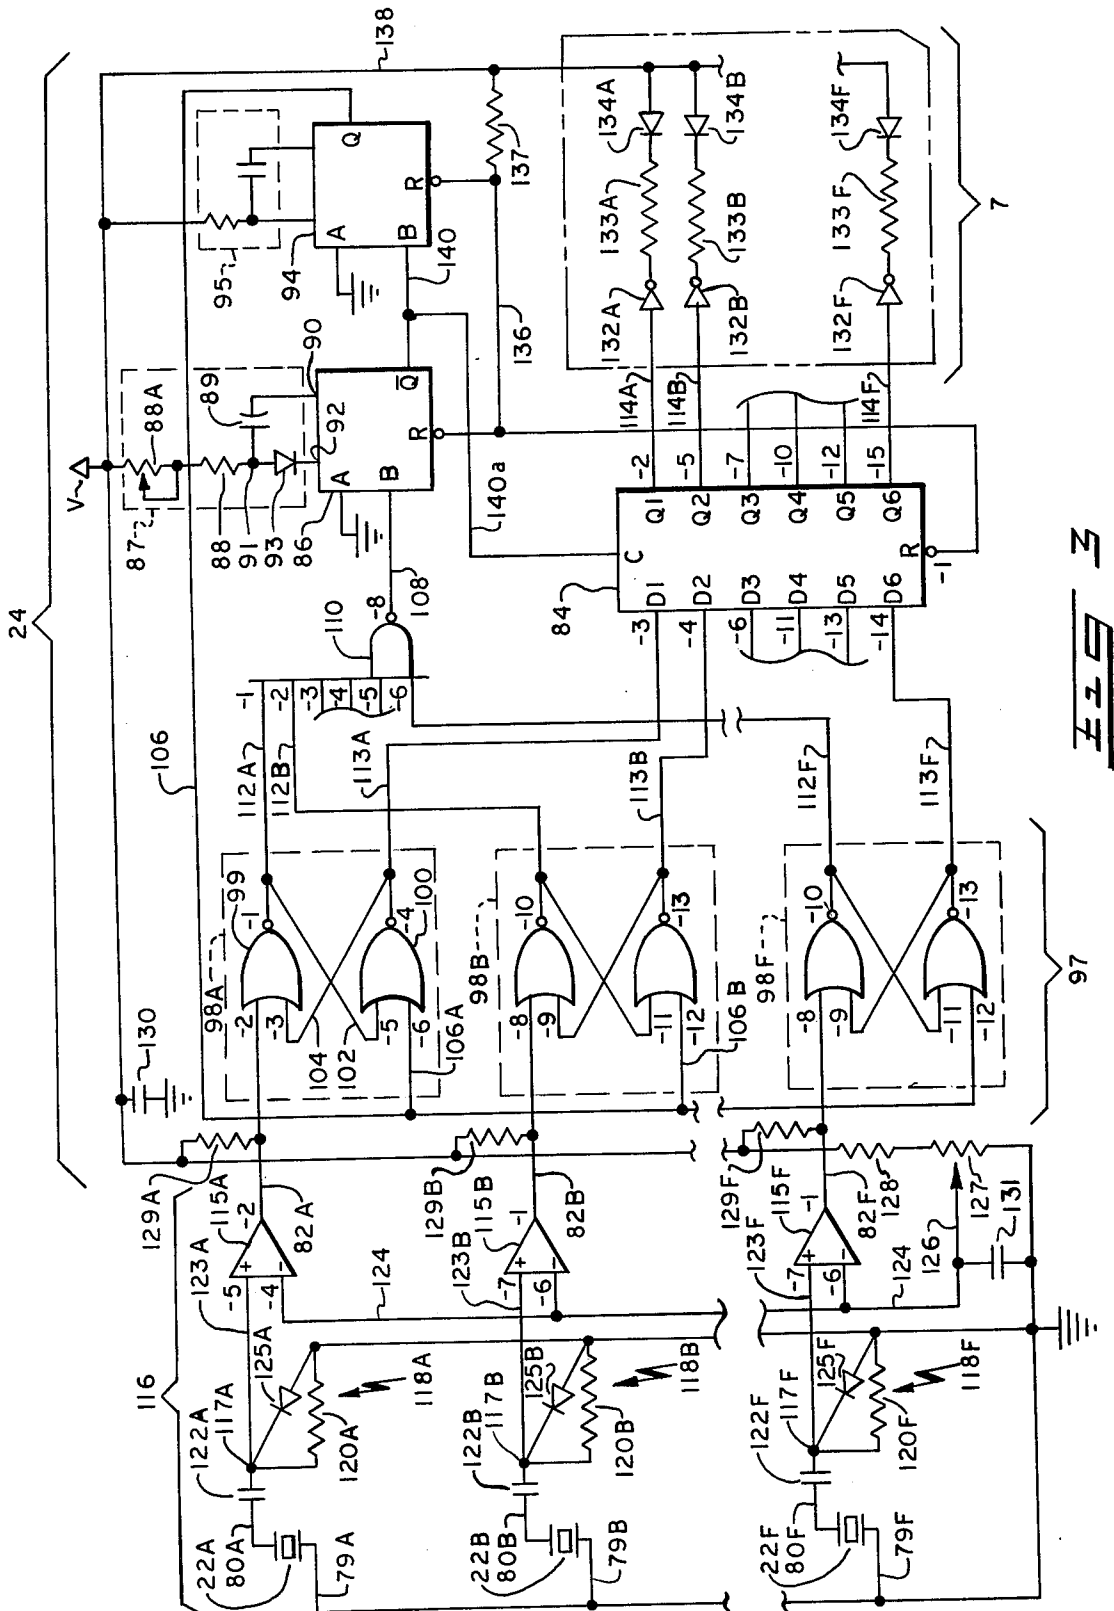 24
138
V~
87
88A
88
91
93
89
90
92
86
A
B
Q̅
R
95
94
A
B
Q
R
140
136
137
140a
106
110
108
-8
112A
112B
-1
-2
-3
-4
-5
-6
113A
113B
112F
113F
84
C
-3 D1
-4 D2
-6 D3
-11 D4
-13 D5
-14 D6
Q1 -2
Q2 -5
Q3 -7
Q4 -10
Q5 -12
Q6 -15
R
-1
114A
114B
114F
132A
132B
132F
133A
133B
133F
134A
134B
134F
7
130
98A
99
-1
-2
-3
104
102
-4
100
-5
-6
106A
98B
-10
-8
-9
-13
-11
-12
106B
98F
-10
-8
-9
-13
-11
-12
97
116
129A
115A
-2
82A
123A
-5
+
-4
-
124
125A
118A
122A
117A
120A
22A
80A
79A
129B
115B
-1
82B
123B
-7
+
-6
-
125B
118B
122B
117B
120B
22B
80B
79B
129F
115F
-1
82F
128
127
131
126
124
123F
-7
+
-6
-
125F
118F
122F
117F
120F
22F
80F
79F
FIG 3